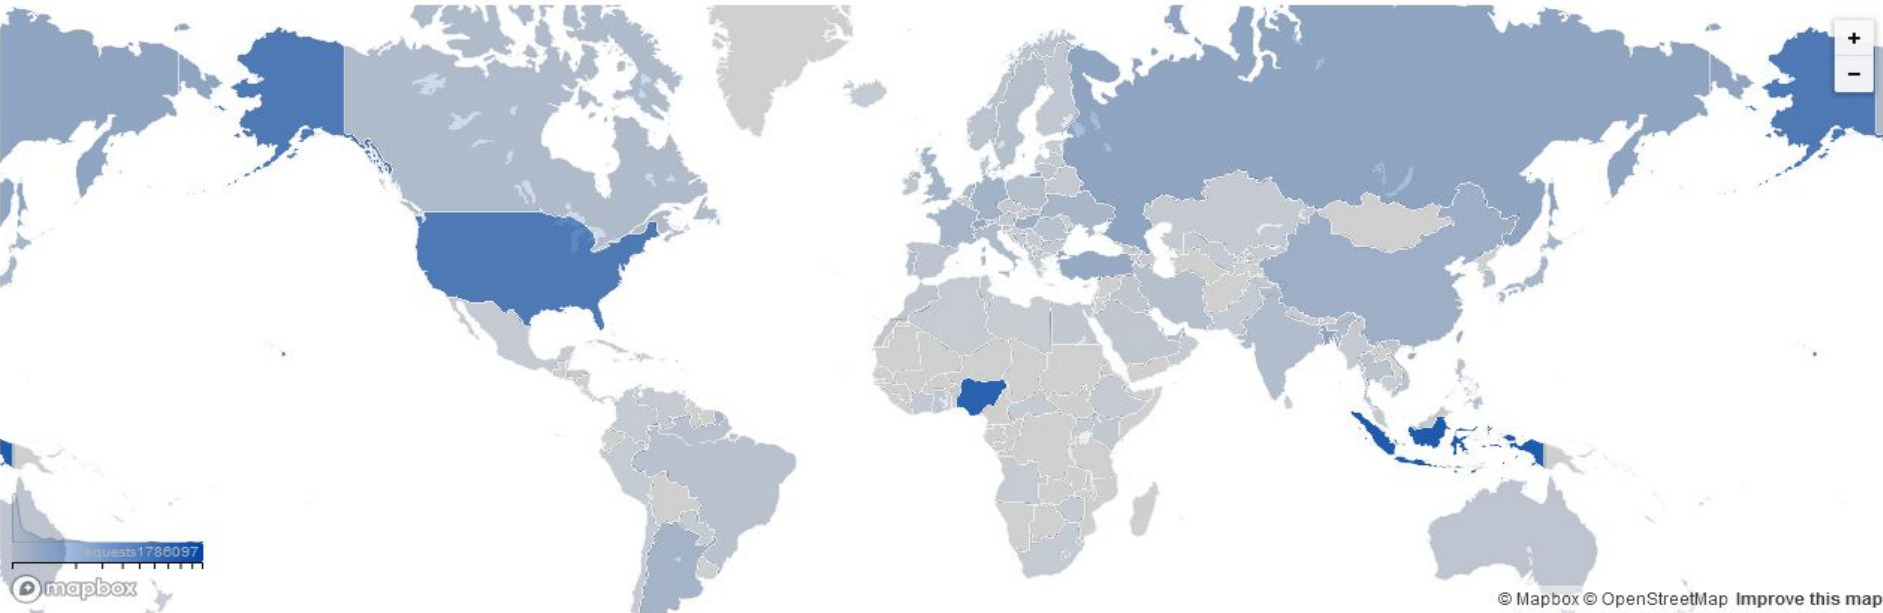 +
−
requests1786097
mapbox
© Mapbox © OpenStreetMap Improve this map